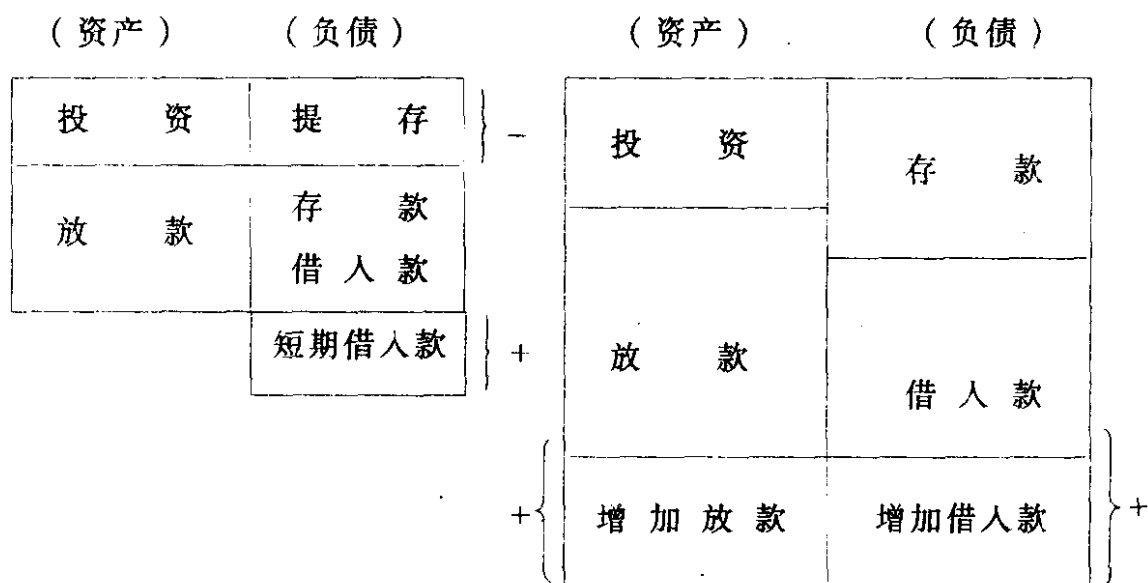 （资产） （负债） （资产） （负债）
投 资 提 存 } －
放 款 存 款
借入款
短期借入款 } ＋
投 资 存 款
放 款 借入款
＋{ 增加放款 增加借入款 }＋